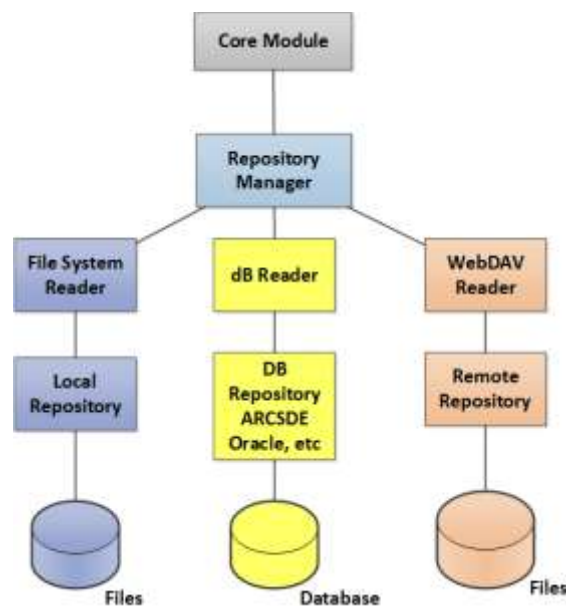 Core Module
Repository
Manager
File System
Reader
dB Reader
WebDAV
Reader
Local
Repository
DB
Repository
ARCSDE
Oracle, etc
Remote
Repository
Files
Database
Files